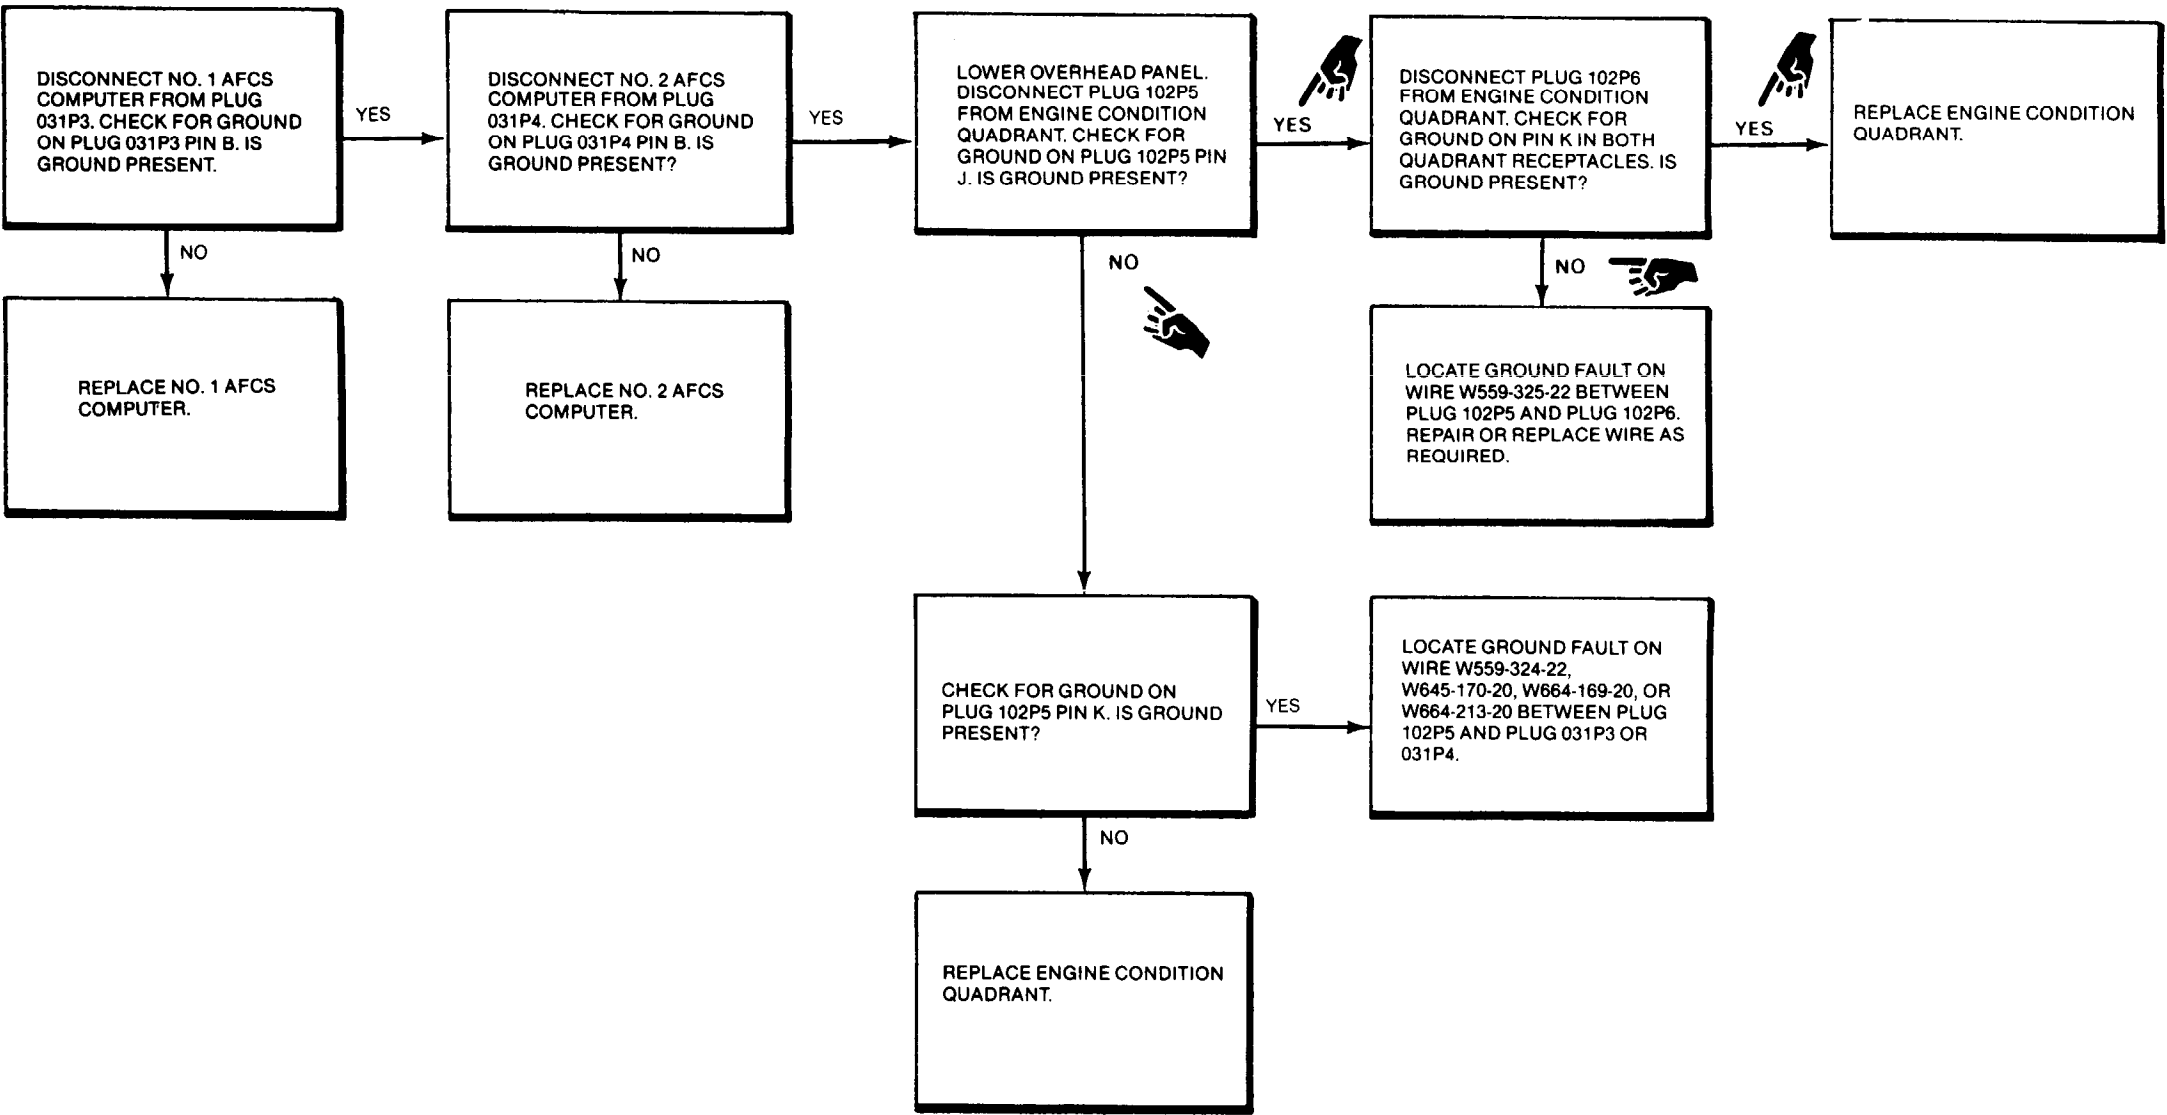 DISCONNECT NO. 1 AFCS
COMPUTER FROM PLUG
031P3. CHECK FOR GROUND
ON PLUG 031P3 PIN B. IS
GROUND PRESENT.
YES
NO
REPLACE NO. 1 AFCS
COMPUTER.
DISCONNECT NO. 2 AFCS
COMPUTER FROM PLUG
031P4. CHECK FOR GROUND
ON PLUG 031P4 PIN B. IS
GROUND PRESENT?
YES
NO
REPLACE NO. 2 AFCS
COMPUTER.
LOWER OVERHEAD PANEL.
DISCONNECT PLUG 102P5
FROM ENGINE CONDITION
QUADRANT. CHECK FOR
GROUND ON PLUG 102P5 PIN
J. IS GROUND PRESENT?
YES
NO
DISCONNECT PLUG 102P6
FROM ENGINE CONDITION
QUADRANT. CHECK FOR
GROUND ON PIN K IN BOTH
QUADRANT RECEPTACLES. IS
GROUND PRESENT?
YES
NO
REPLACE ENGINE CONDITION
QUADRANT.
LOCATE GROUND FAULT ON
WIRE W559-325-22 BETWEEN
PLUG 102P5 AND PLUG 102P6.
REPAIR OR REPLACE WIRE AS
REQUIRED.
CHECK FOR GROUND ON
PLUG 102P5 PIN K. IS GROUND
PRESENT?
YES
NO
LOCATE GROUND FAULT ON
WIRE W559-324-22,
W645-170-20, W664-169-20, OR
W664-213-20 BETWEEN PLUG
102P5 AND PLUG 031P3 OR
031P4.
REPLACE ENGINE CONDITION
QUADRANT.